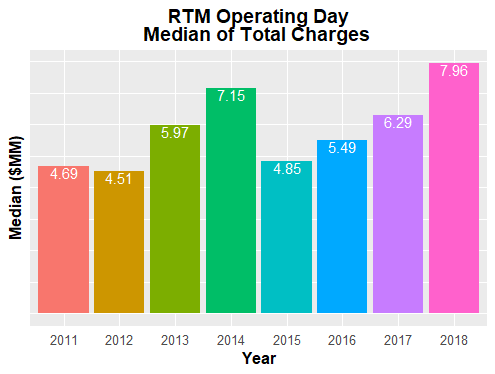 RTM Operating Day
Median of Total Charges
Median ($MM)
4.69
4.51
5.97
7.15
4.85
5.49
6.29
7.96
2011 2012 2013 2014 2015 2016 2017 2018
Year